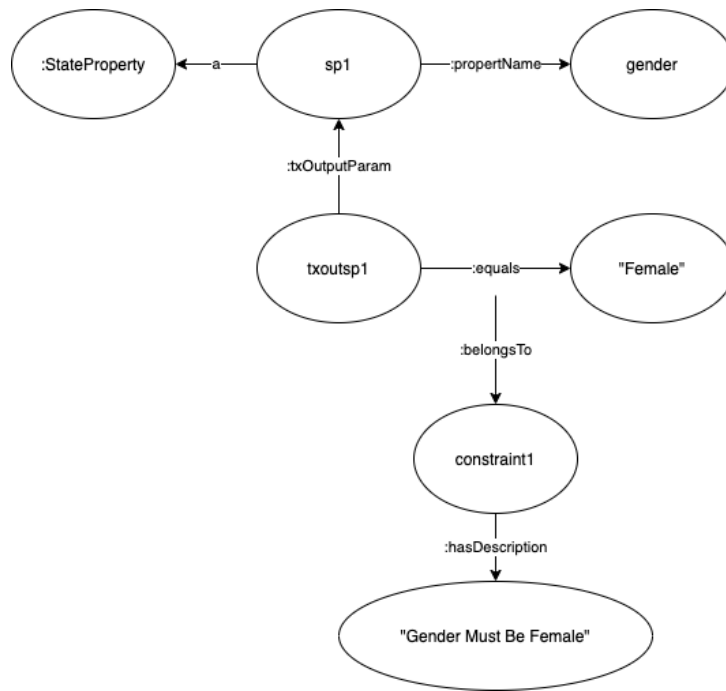 :StateProperty
a
sp1
:propertName
gender
:txOutputParam
txoutsp1
:equals
"Female"
:belongsTo
constraint1
:hasDescription
"Gender Must Be Female"